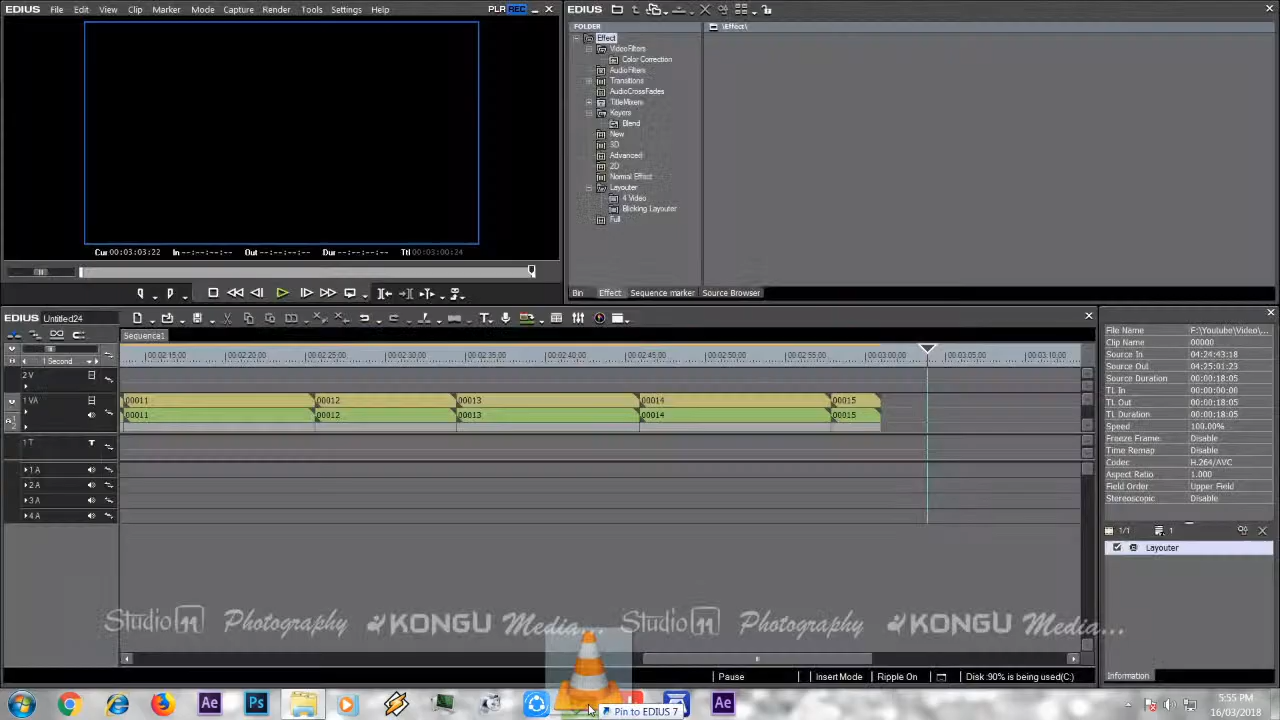 EDIUS File Edit View Clip Marker Mode Capture Render Tools Settings Help PLR REC
Cur 00:03:03:22 In --:--:--:-- Out --:--:--:-- Dur --:--:--:-- Ttl 00:03:00:24
EDIUS
FOLDER
\Effect\
Effect
VideoFilters
Color Correction
AudioFilters
Transitions
AudioCrossFades
TitleMixers
Keyers
Blend
New
3D
Advanced
2D
Normal Effect
Layouter
4 Video
Blicking Layouter
Full
Bin Effect Sequence marker Source Browser
EDIUS Untitled24
Sequence1
1 Second
00:02:15;00 00:02:20;00 00:02:25;00 00:02:30;00 00:02:35;00 00:02:40;00 00:02:45;00 00:02:50;00 00:02:55;00 00:03:00;00 00:03:05;00 00:03:10;00
2 V
1 VA 00011 00012 00013 00014 00015
00011 00012 00013 00014 00015
1 T T
1 A
2 A
3 A
4 A
File Name F:\Youtube\Video\...
Clip Name 00000
Source In 04:24:43:18
Source Out 04:25:01:23
Source Duration 00:00:18:05
TL In 00:00:00:00
TL Out 00:00:18:05
TL Duration 00:00:18:05
Speed 100.00%
Freeze Frame: Disable
Time Remap: Disable
Codec H.264/AVC
Aspect Ratio 1.000
Field Order Upper Field
Stereoscopic Disable
1/1 1
Layouter
Information
Studio 11 Photography KONGU Media... Studio 11 Photography KONGU Media...
Pause Insert Mode Ripple On Disk :90% is being used(C:)
Ae Ps Pin to EDIUS 7 Ae
5:55 PM
16/03/2018